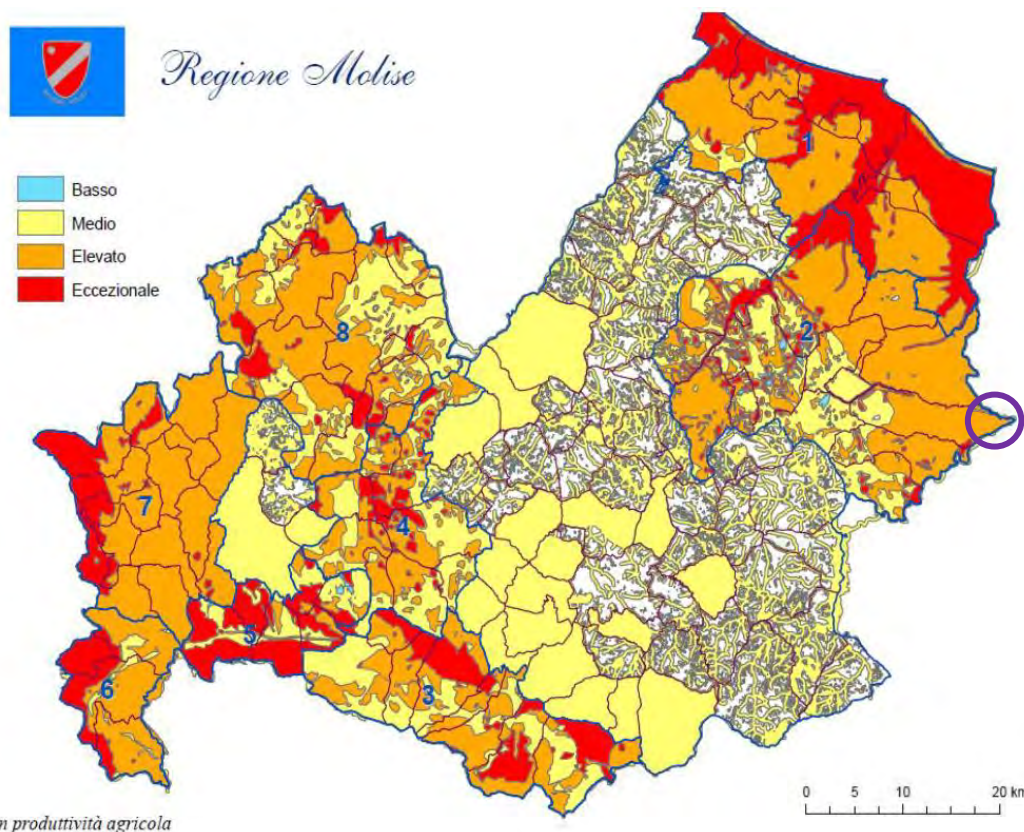 Regione Molise
Basso
Medio
Elevato
Eccezionale
1
2
8
7
4
5
6
3
0 5 10 20 km
produttività agricola